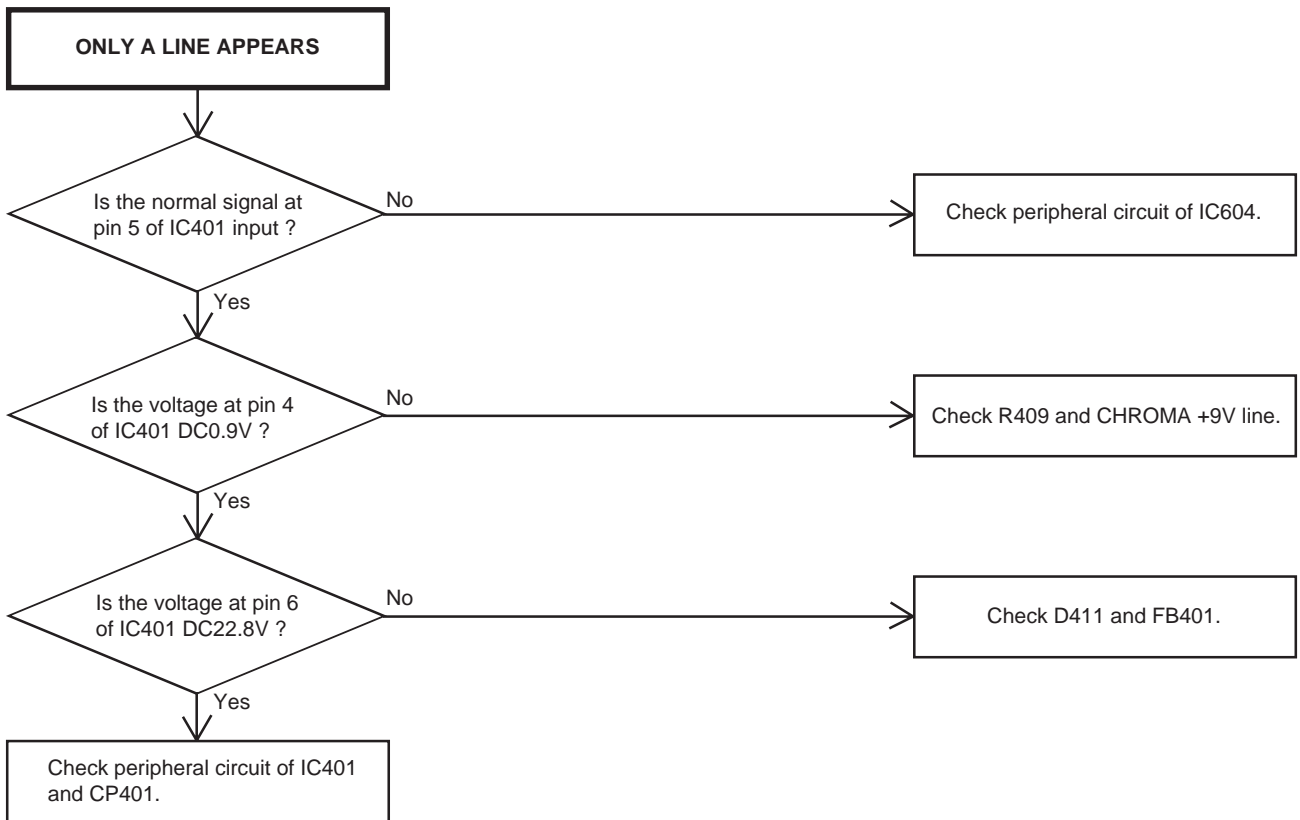 ONLY A LINE APPEARS
Is the normal signal at
pin 5 of IC401 input ?
No
Check peripheral circuit of IC604.
Yes
Is the voltage at pin 4
of IC401 DC0.9V ?
No
Check R409 and CHROMA +9V line.
Yes
Is the voltage at pin 6
of IC401 DC22.8V ?
No
Check D411 and FB401.
Yes
Check peripheral circuit of IC401
and CP401.